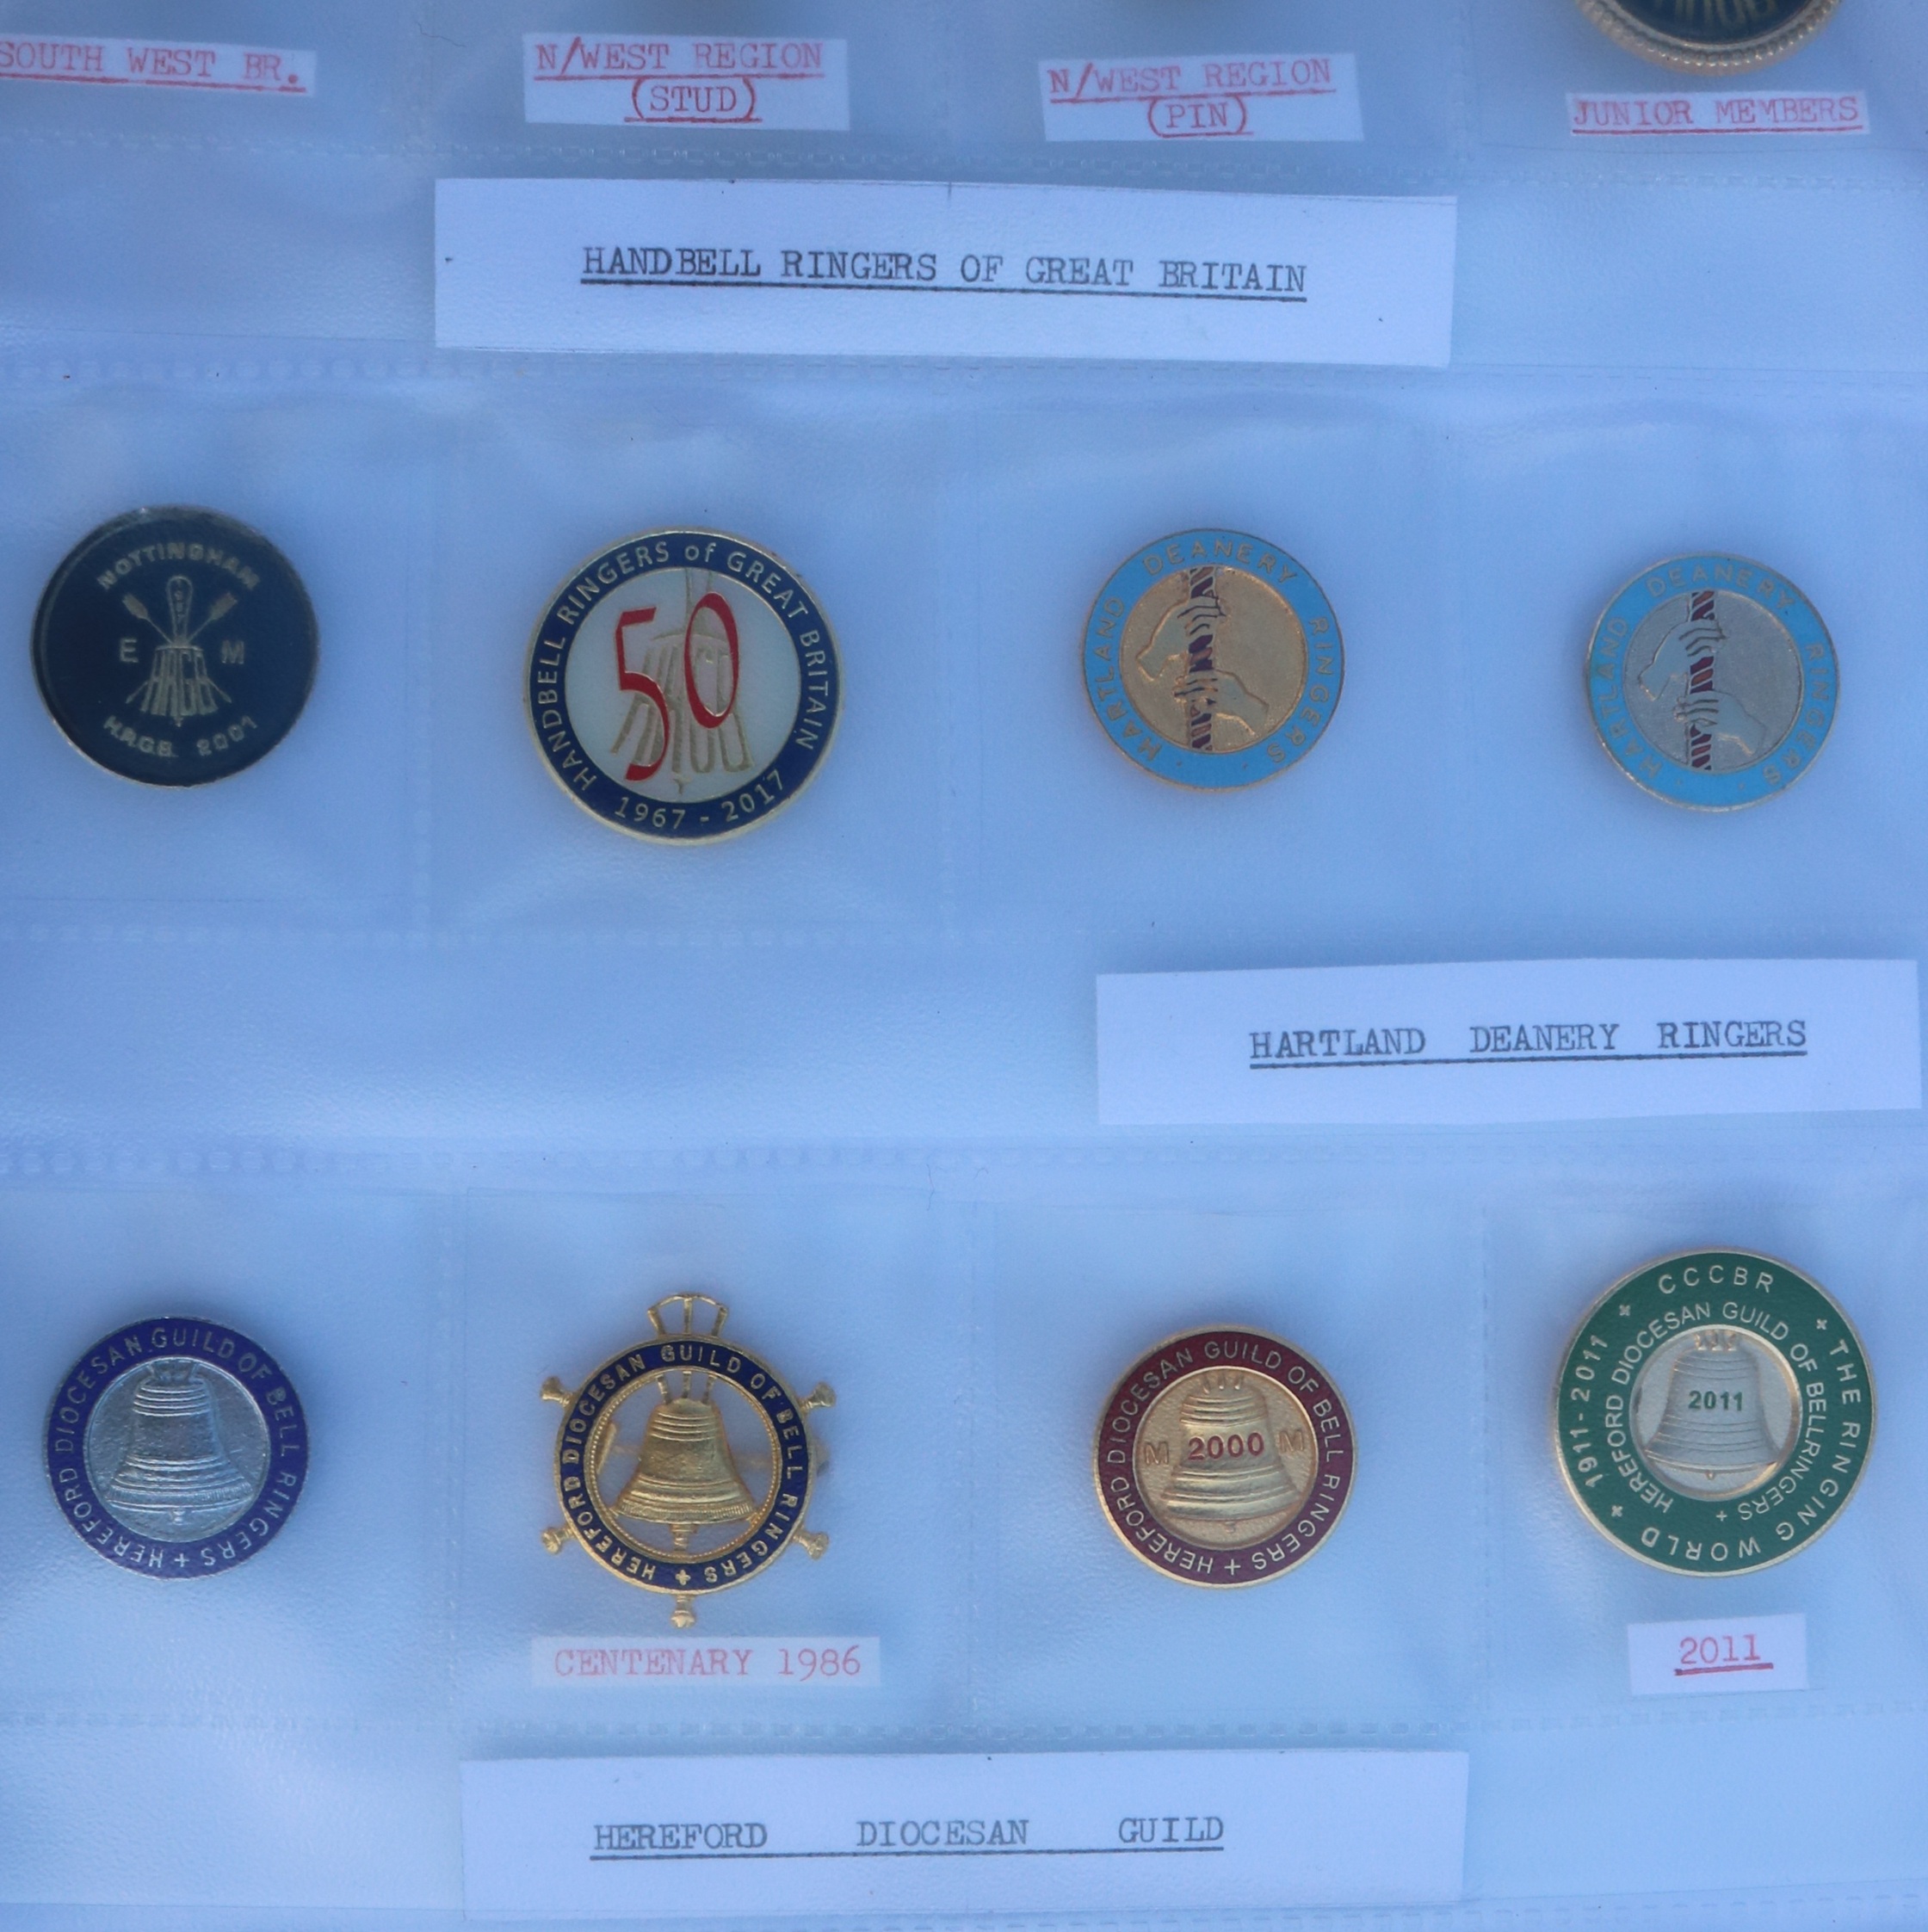 SOUTH WEST BR.
N/WEST REGION
(STUD)
N/WEST REGION
(PIN)
JUNIOR MEMBERS
HANDBELL RINGERS OF GREAT BRITAIN
NOTTINGHAM
E M
HRGB
H.R.G.B. 2001
HANDBELL RINGERS of GREAT BRITAIN
50
HRGB
1967 - 2017
HARTLAND DEANERY RINGERS
HARTLAND DEANERY RINGERS
HARTLAND DEANERY RINGERS
HEREFORD DIOCESAN GUILD OF BELL RINGERS +
HEREFORD DIOCESAN GUILD OF BELL RINGERS +
CENTENARY 1986
HEREFORD DIOCESAN GUILD OF BELL RINGERS +
M 2000 M
CCCBR
THE RINGING WORLD
1911-2011
HEREFORD DIOCESAN GUILD OF BELLRINGERS +
2011
2011
HEREFORD DIOCESAN GUILD